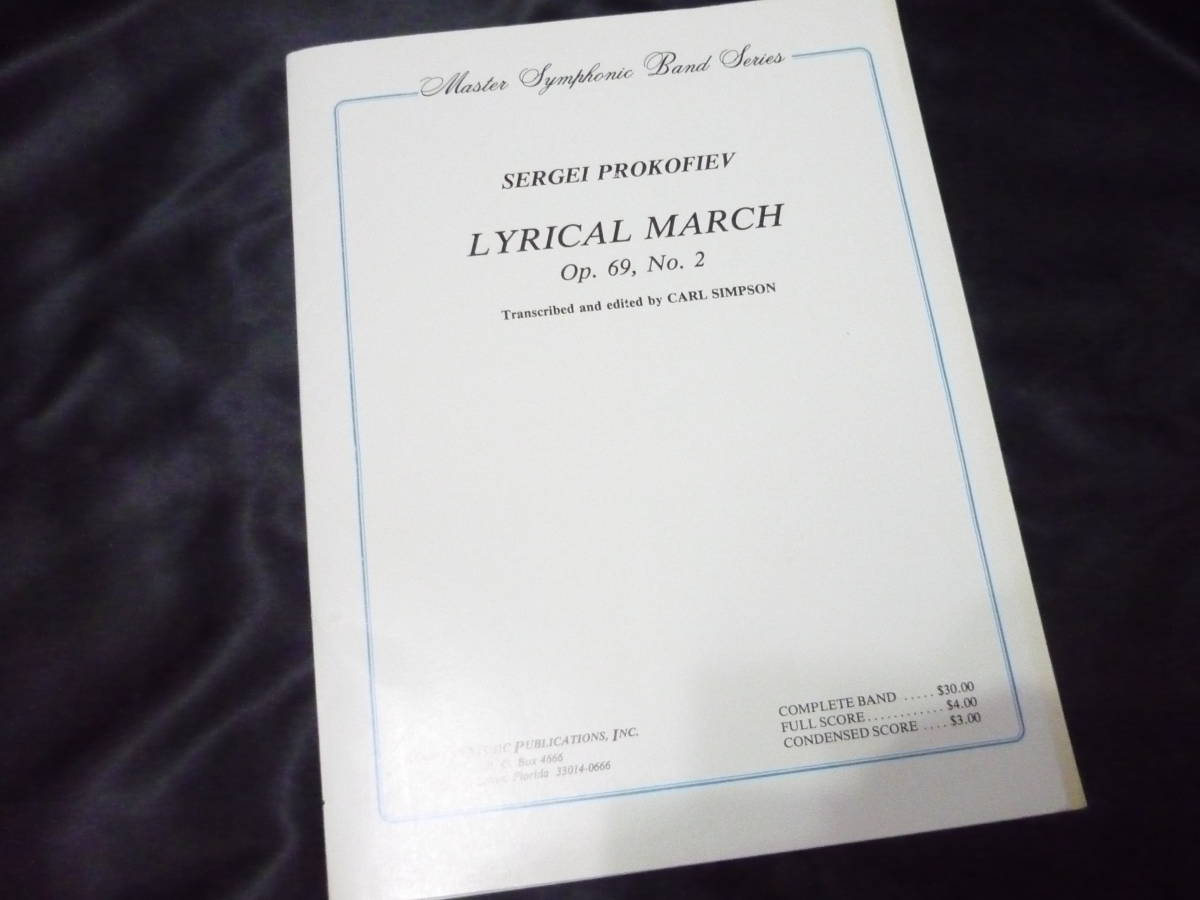 Master Symphonic Band Series
SERGEI PROKOFIEV
LYRICAL MARCH
Op. 69, No. 2
Transcribed and edited by CARL SIMPSON
COMPLETE BAND ..... $30.00
FULL SCORE............ $4.00
CONDENSED SCORE .... $3.00
PUBLICATIONS, INC.
Box 4666
Florida 33014-0666